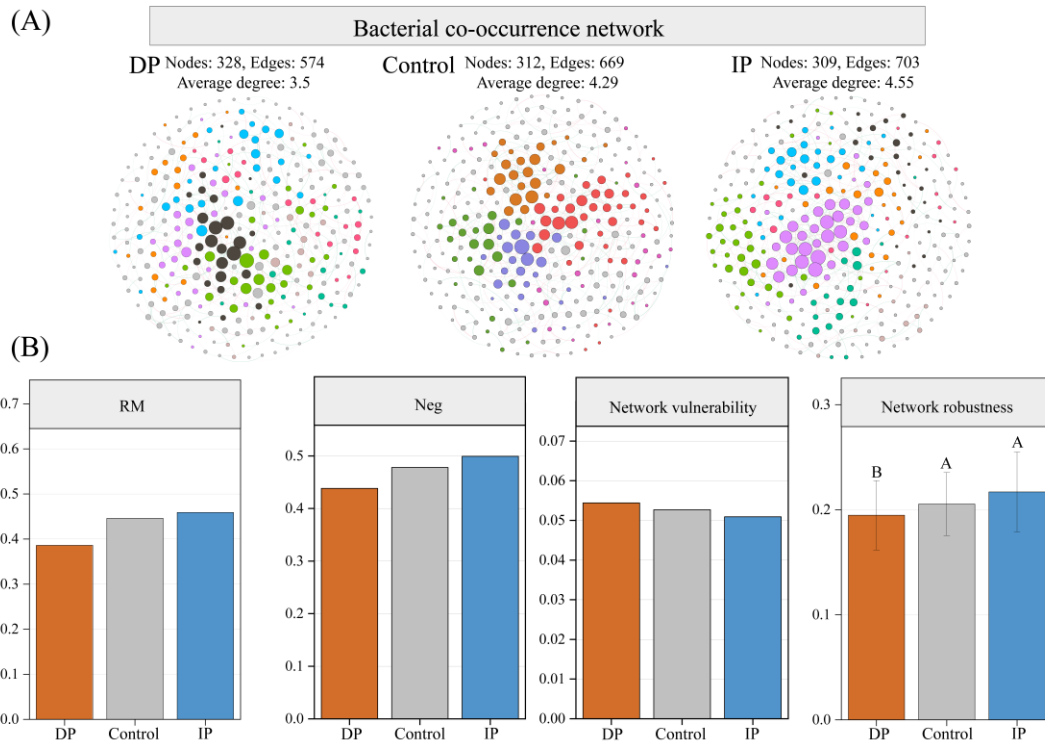 (A)
Bacterial co-occurrence network
DP Nodes: 328, Edges: 574
Average degree: 3.5
Control Nodes: 312, Edges: 669
Average degree: 4.29
IP Nodes: 309, Edges: 703
Average degree: 4.55
(B)
RM
0.7
0.6
0.5
0.4
0.3
0.2
0.1
0.0
DP Control IP
Neg
0.5
0.4
0.3
0.2
0.1
0.0
DP Control IP
Network vulnerability
0.07
0.06
0.05
0.04
0.03
0.02
0.01
0.00
DP Control IP
Network robustness
0.3
0.2
0.1
0.0
B A A
DP Control IP